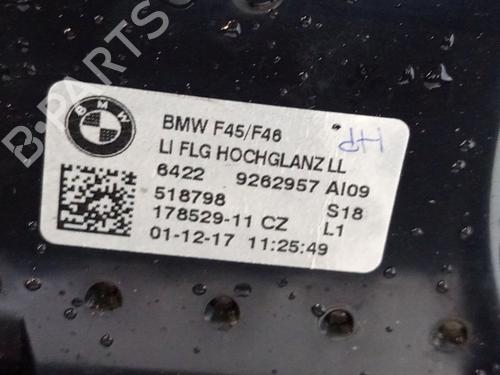 B-PARTS
BMW
BMW F45/F46
LI FLG HOCHGLANZ LL
6422 9262957 AI09
518798 S18
178529-11 CZ L1
01-12-17 11:25:49